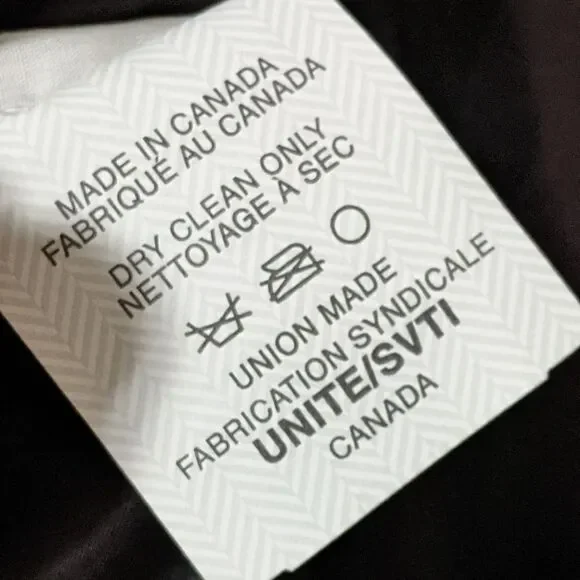 MADE IN CANADA
FABRIQUÉ AU CANADA
DRY CLEAN ONLY
NETTOYAGE À SEC
UNION MADE
FABRICATION SYNDICALE
UNITE/SVTI
CANADA